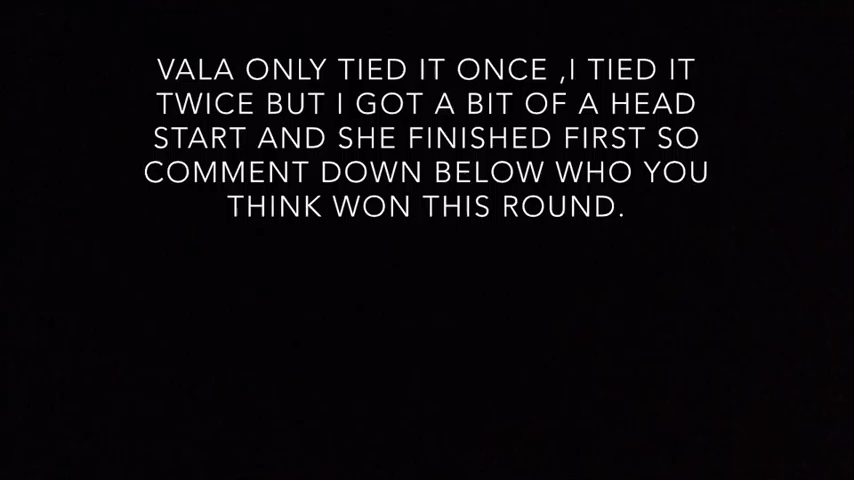 VALA ONLY TIED IT ONCE ,I TIED IT
TWICE BUT I GOT A BIT OF A HEAD
START AND SHE FINISHED FIRST SO
COMMENT DOWN BELOW WHO YOU
THINK WON THIS ROUND.